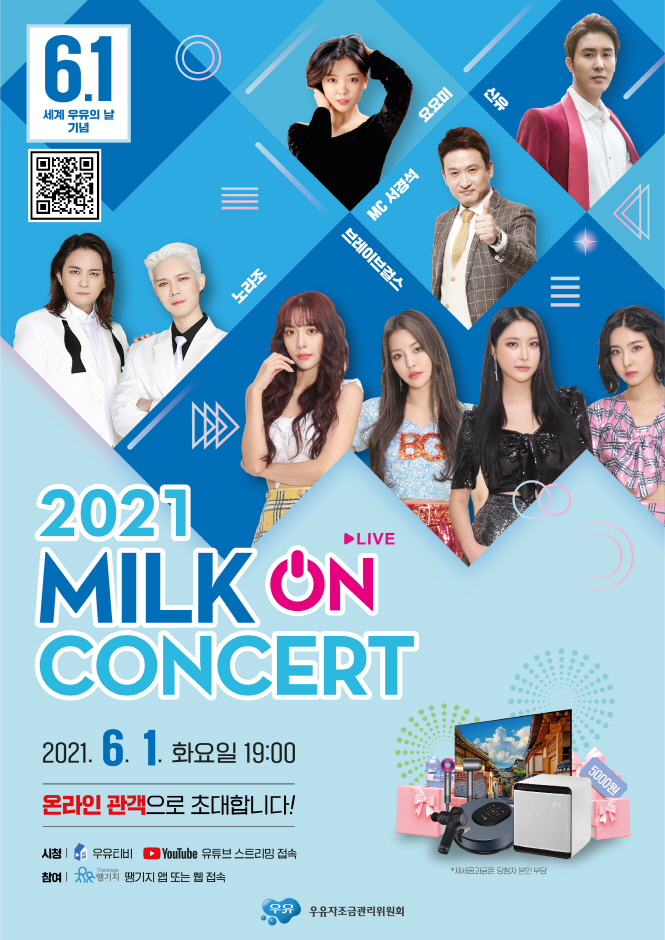 6.1
세계 우유의 날
기념
요요미
신유
MC 서경석
브레이브걸스
노라조
BG
2021
LIVE
MILK ON
CONCERT
2021. 6. 1. 화요일 19:00
온라인 관객으로 초대합니다!
시청 | 우유티비 YouTube 유튜브 스트리밍 접속
참여 | 땡기지 땡기지 앱 또는 웹 접속
5000원
*제세공과금은 당첨자 본인 부담
우유 우유자조금관리위원회